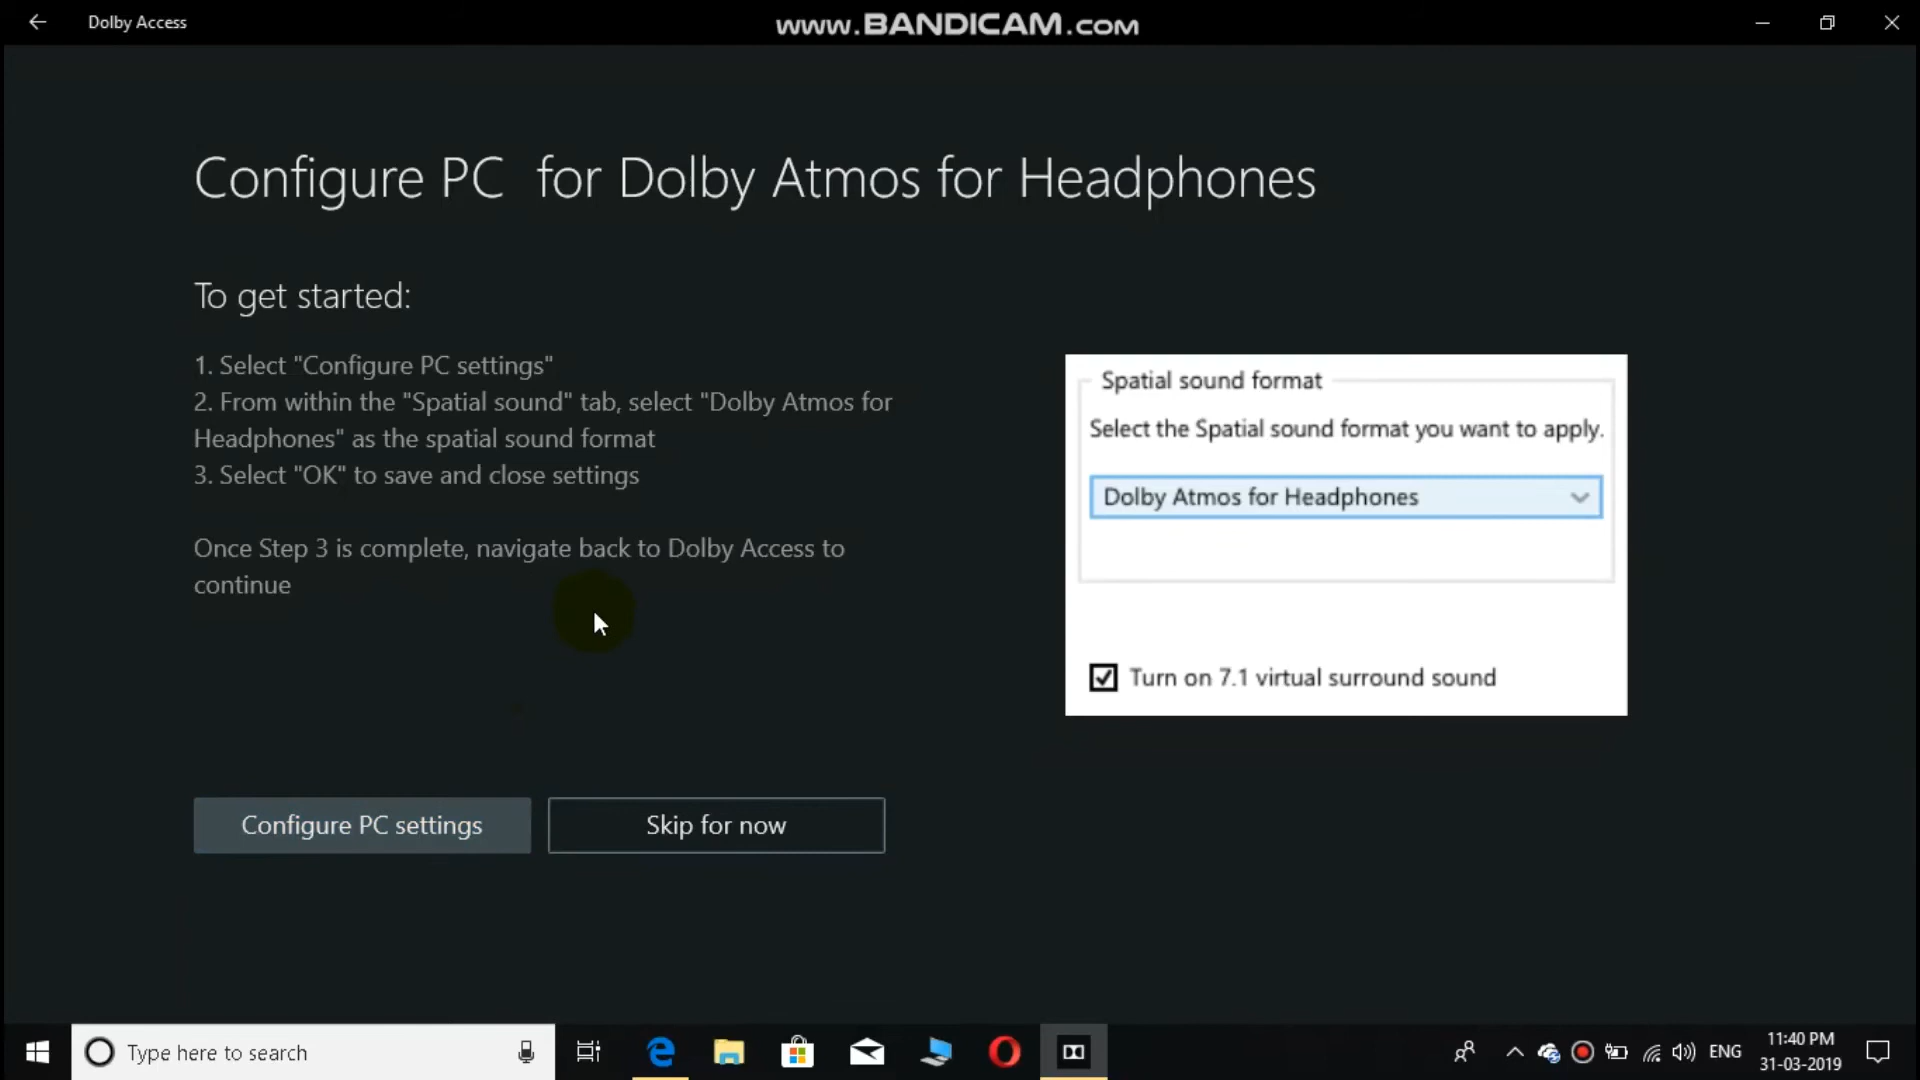 Dolby Access
www.BANDICAM.com
Configure PC for Dolby Atmos for Headphones
To get started:
1. Select "Configure PC settings"
2. From within the "Spatial sound" tab, select "Dolby Atmos for
Headphones" as the spatial sound format
3. Select "OK" to save and close settings
Once Step 3 is complete, navigate back to Dolby Access to
continue
Spatial sound format
Select the Spatial sound format you want to apply.
Dolby Atmos for Headphones
Turn on 7.1 virtual surround sound
Configure PC settings
Skip for now
Type here to search
ENG
11:40 PM
31-03-2019